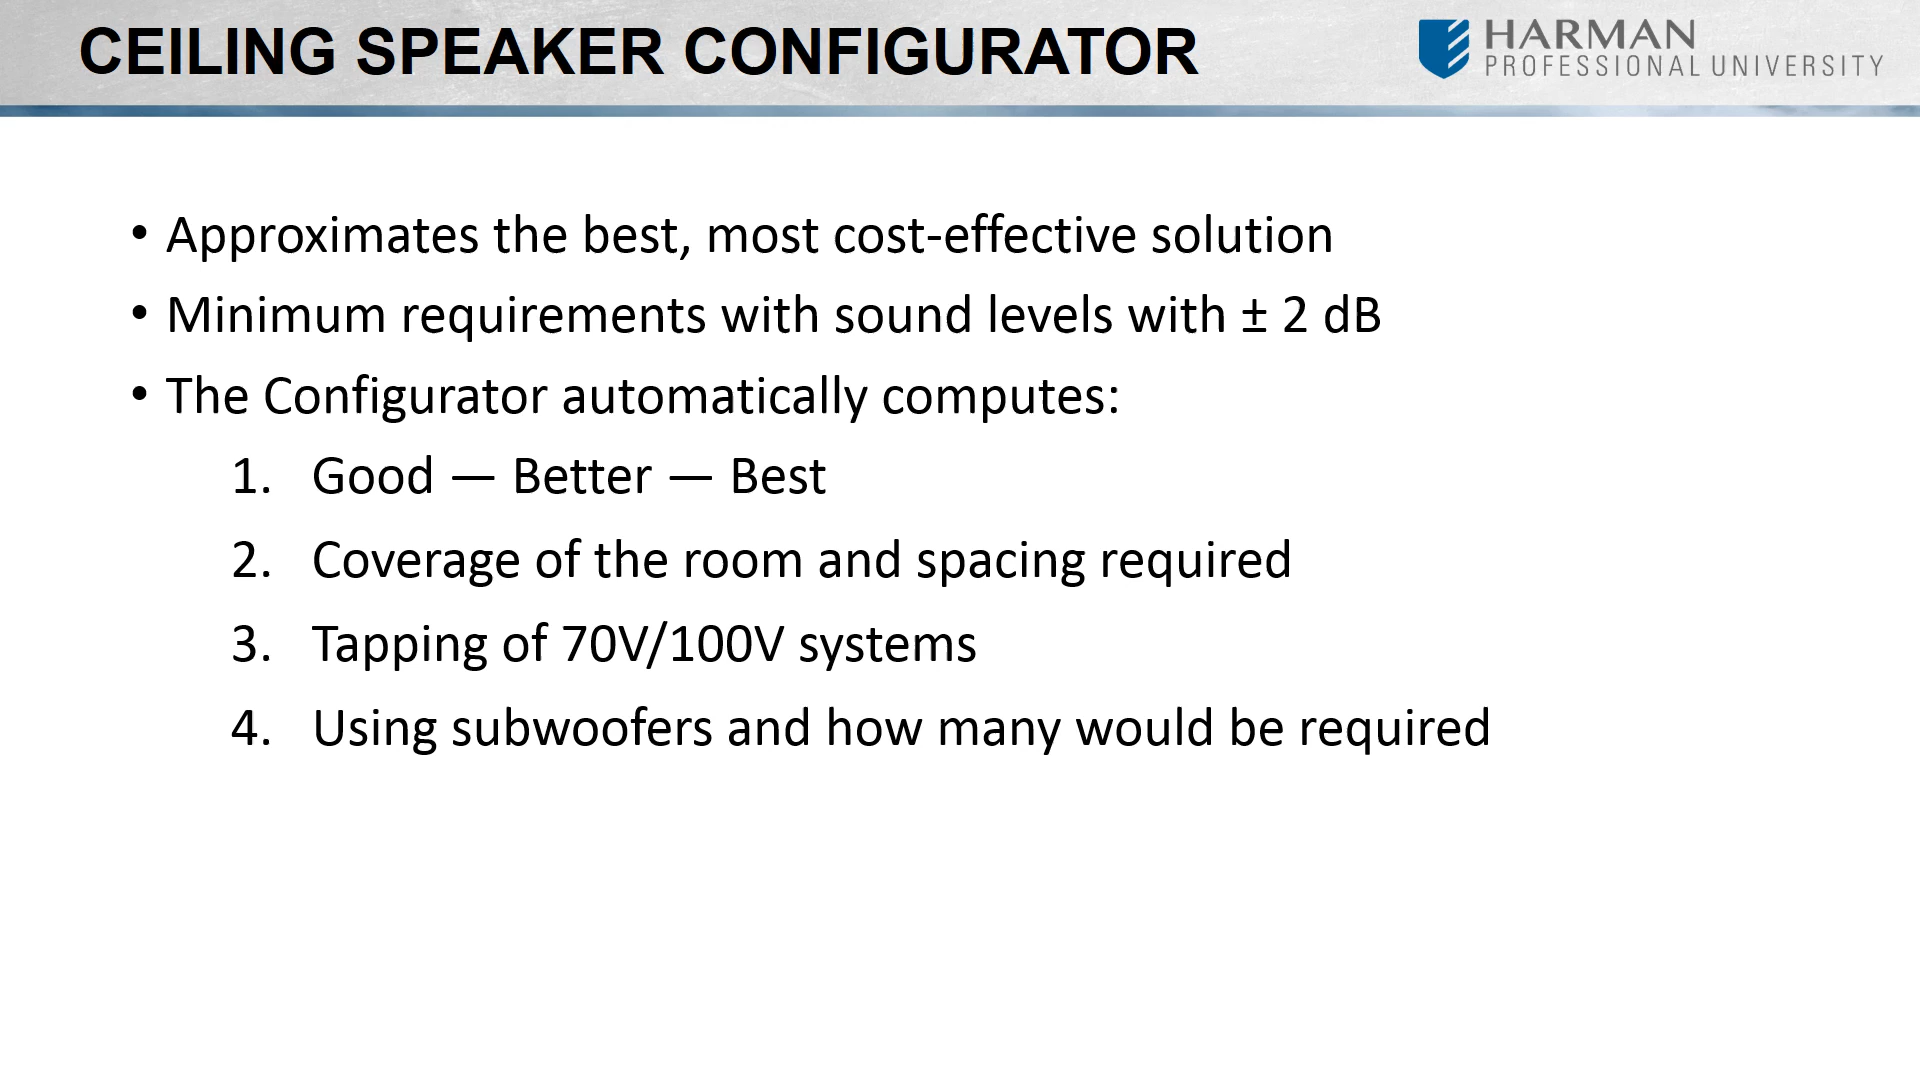 CEILING SPEAKER CONFIGURATOR
HARMAN
PROFESSIONAL UNIVERSITY
• Approximates the best, most cost-effective solution
• Minimum requirements with sound levels with ± 2 dB
• The Configurator automatically computes:
1. Good — Better — Best
2. Coverage of the room and spacing required
3. Tapping of 70V/100V systems
4. Using subwoofers and how many would be required